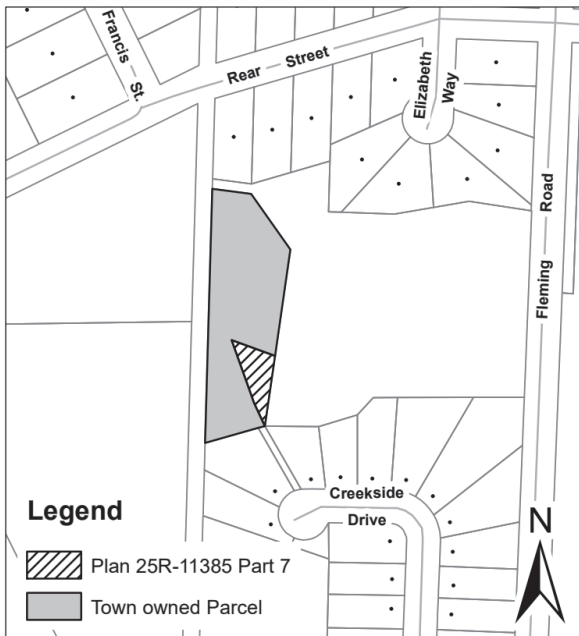 Francis
St.
Rear Street
Elizabeth
Way
Fleming Road
Creekside
Drive
Legend
N
Plan 25R-11385 Part 7
Town owned Parcel